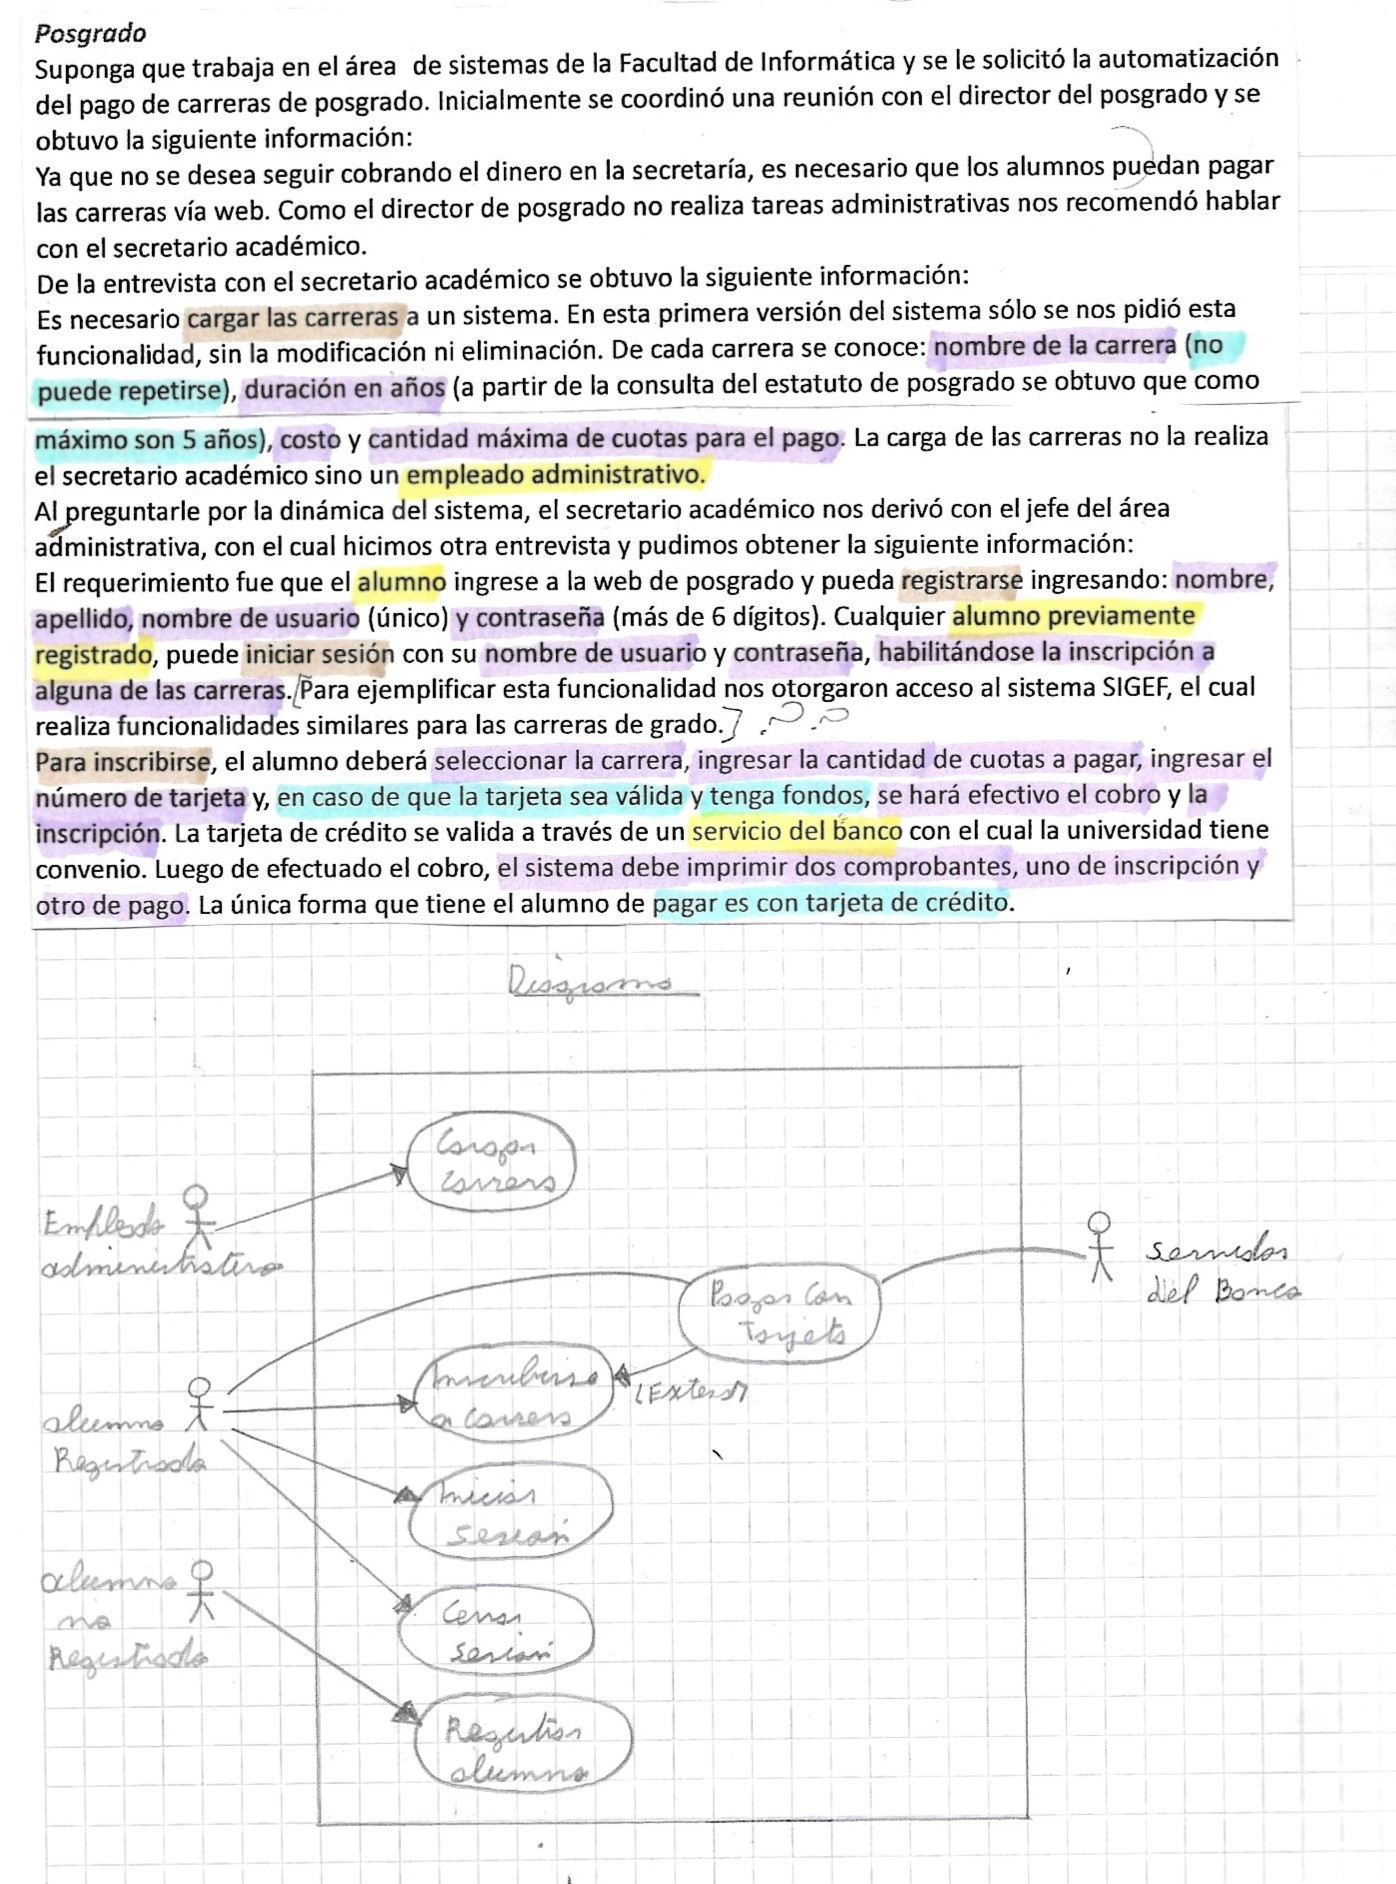 Posgrado
Suponga que trabaja en el área de sistemas de la Facultad de Informática y se le solicitó la automatización
del pago de carreras de posgrado. Inicialmente se coordinó una reunión con el director del posgrado y se
obtuvo la siguiente información:
Ya que no se desea seguir cobrando el dinero en la secretaría, es necesario que los alumnos puedan pagar
las carreras vía web. Como el director de posgrado no realiza tareas administrativas nos recomendó hablar
con el secretario académico.
De la entrevista con el secretario académico se obtuvo la siguiente información:
Es necesario cargar las carreras a un sistema. En esta primera versión del sistema sólo se nos pidió esta
funcionalidad, sin la modificación ni eliminación. De cada carrera se conoce: nombre de la carrera (no
puede repetirse), duración en años (a partir de la consulta del estatuto de posgrado se obtuvo que como
máximo son 5 años), costo y cantidad máxima de cuotas para el pago. La carga de las carreras no la realiza
el secretario académico sino un empleado administrativo.
Al preguntarle por la dinámica del sistema, el secretario académico nos derivó con el jefe del área
administrativa, con el cual hicimos otra entrevista y pudimos obtener la siguiente información:
El requerimiento fue que el alumno ingrese a la web de posgrado y pueda registrarse ingresando: nombre,
apellido, nombre de usuario (único) y contraseña (más de 6 dígitos). Cualquier alumno previamente
registrado, puede iniciar sesión con su nombre de usuario y contraseña, habilitándose la inscripción a
alguna de las carreras. [Para ejemplificar esta funcionalidad nos otorgaron acceso al sistema SIGEF, el cual
realiza funcionalidades similares para las carreras de grado.] ? ?
Para inscribirse, el alumno deberá seleccionar la carrera, ingresar la cantidad de cuotas a pagar, ingresar el
número de tarjeta y, en caso de que la tarjeta sea válida y tenga fondos, se hará efectivo el cobro y la
inscripción. La tarjeta de crédito se valida a través de un servicio del banco con el cual la universidad tiene
convenio. Luego de efectuado el cobro, el sistema debe imprimir dos comprobantes, uno de inscripción y
otro de pago. La única forma que tiene el alumno de pagar es con tarjeta de crédito.
Diagrama
Cargar
Carrera
Empleado
administrativo
servidor
del Banco
Pagar Con
Tarjeta
Inscribirse
a Carrera
(Extend)
alumno
Registrado
Iniciar
Sesión
alumno
no
Registrado
Cerrar
Sesión
Registrar
alumno